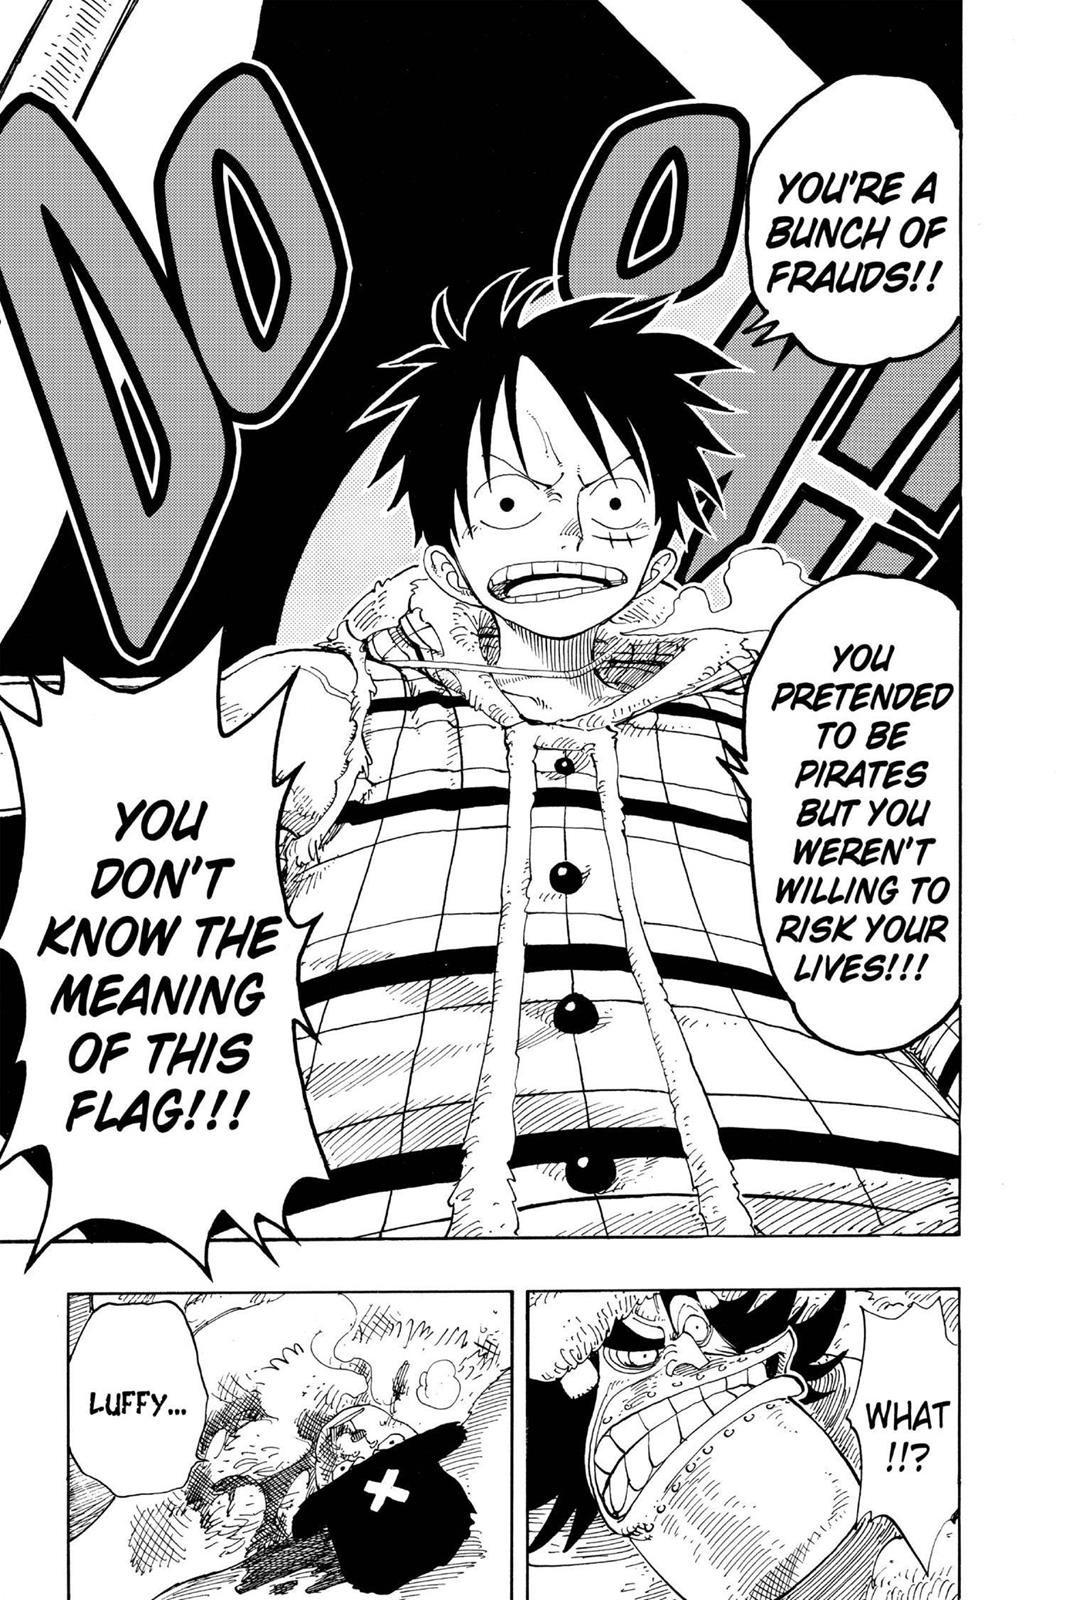 YOU'RE A
BUNCH OF
FRAUDS!!
YOU
PRETENDED
TO BE
PIRATES
BUT YOU
WEREN'T
WILLING TO
RISK YOUR
LIVES!!!
YOU
DON'T
KNOW THE
MEANING
OF THIS
FLAG!!!
WHAT
!!?
LUFFY...